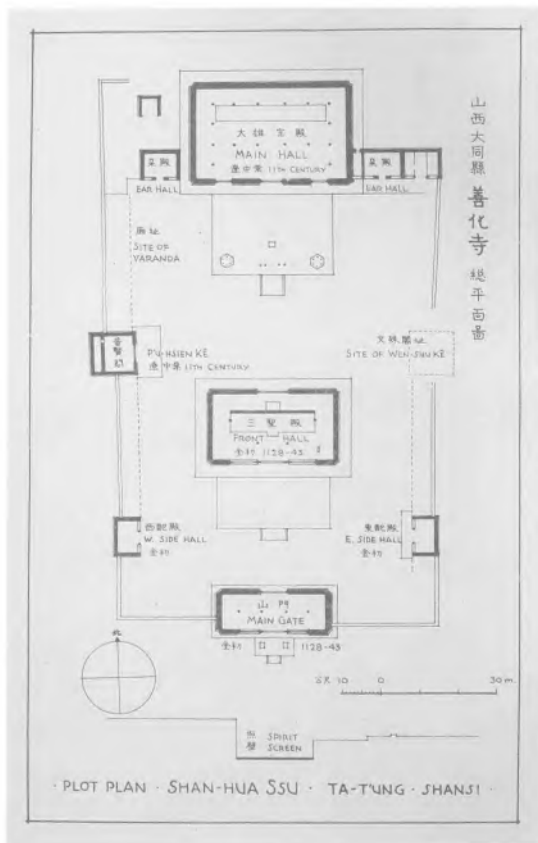 山西大同縣 善化寺 總平面圖
大雄宝殿
MAIN HALL
遼中葉 11TH CENTURY
朶殿
EAR HALL
朶殿
EAR HALL
廊址
SITE OF
VARANDA
普賢閣
P'U-HSIEN KÊ
遼中葉 11TH CENTURY
文殊閣址
SITE OF WEN-SHU KÊ
三聖殿
FRONT HALL
金初 1128-43
西配殿
W. SIDE HALL
金初
東配殿
E. SIDE HALL
金初
山門
MAIN GATE
金初 1128-43
北
10 0 30 m.
照壁
SPIRIT
SCREEN
· PLOT PLAN · SHAN-HUA SSU · TA-T'UNG · SHANSI ·